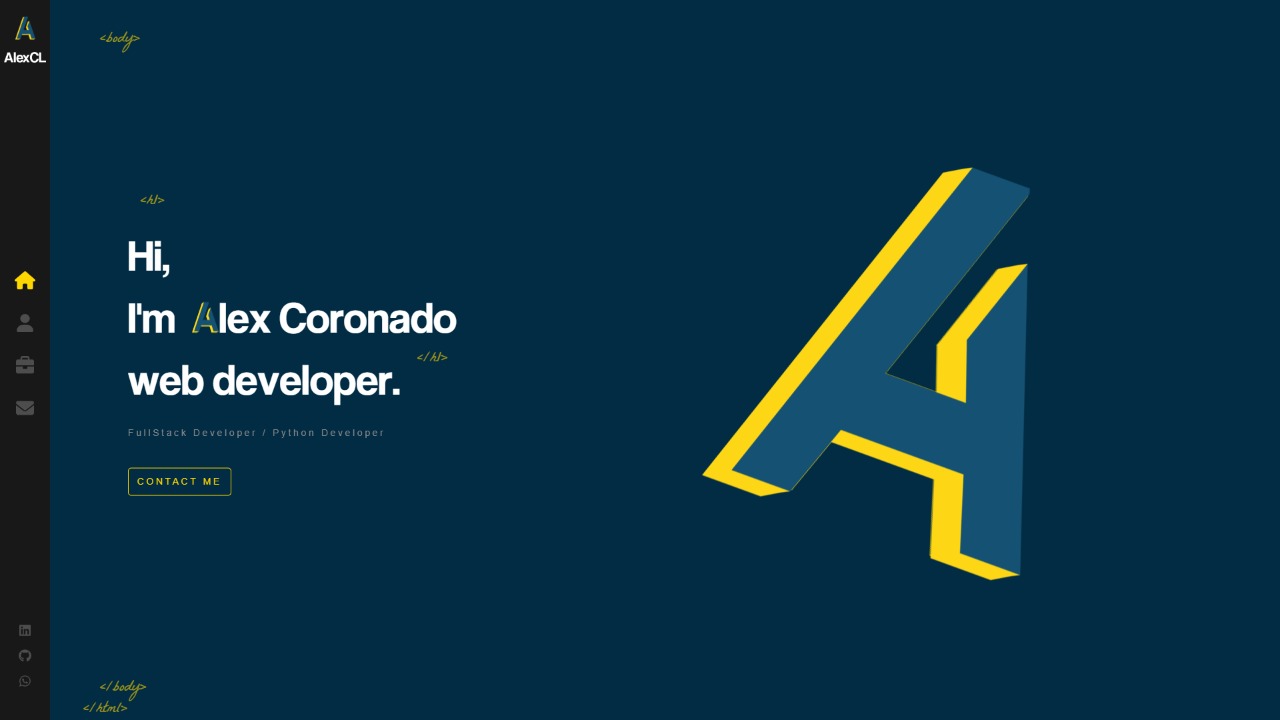 AlexCL
<body>
<h1>
Hi,
I'm Alex Coronado
</h1>
web developer.
FullStack Developer / Python Developer
CONTACT ME
</body>
</html>